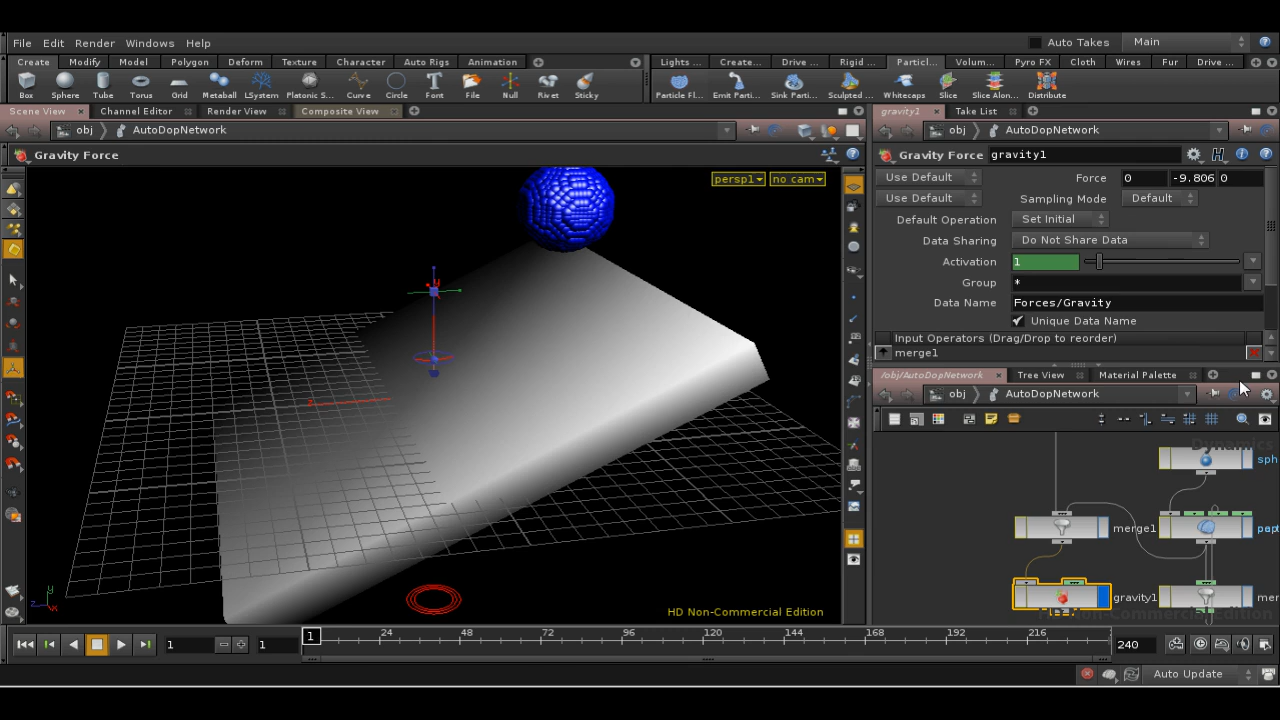 File Edit Render Windows Help
Auto Takes Main
Create Modify Model Polygon Deform Texture Character Auto Rigs Animation
Lights ... Create... Drive ... Rigid ... Particl... Volum... Pyro FX Cloth Wires Fur Drive ...
Box Sphere Tube Torus Grid Metaball LSystem Platonic S... Curve Circle Font File Null Rivet Sticky
Particle Fl... Emit Parti... Sink Parti... Sculpted ... Whitecaps Slice Slice Alon... Distribute
Scene View Channel Editor Render View Composite View
gravity1 Take List
obj AutoDopNetwork
obj AutoDopNetwork
Gravity Force
Gravity Force gravity1
persp1 no cam
Use Default Force 0 -9.806 0
Use Default Sampling Mode Default
Default Operation Set Initial
Data Sharing Do Not Share Data
Activation 1
Group *
Data Name Forces/Gravity
Unique Data Name
Input Operators (Drag/Drop to reorder)
merge1
/obj/AutoDopNetwork Tree View Material Palette
obj AutoDopNetwork
Dynamics
sph
merge1
gravity1
mer
Non-Commercial Edition
HD Non-Commercial Edition
y
x
1 24 48 72 96 120 144 168 192 216
1 1 240
Auto Update